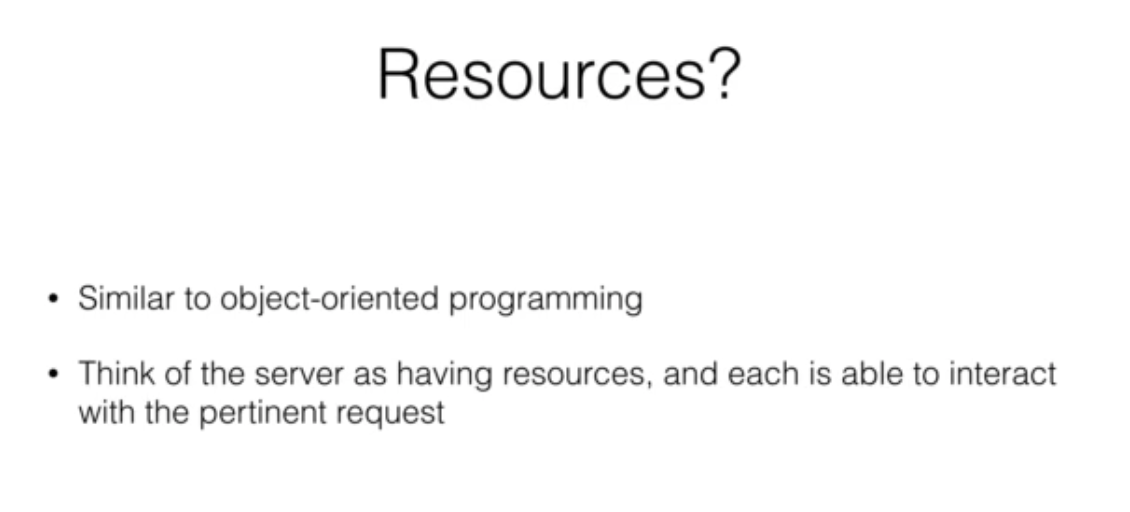 Resources?
• Similar to object-oriented programming
• Think of the server as having resources, and each is able to interact
with the pertinent request